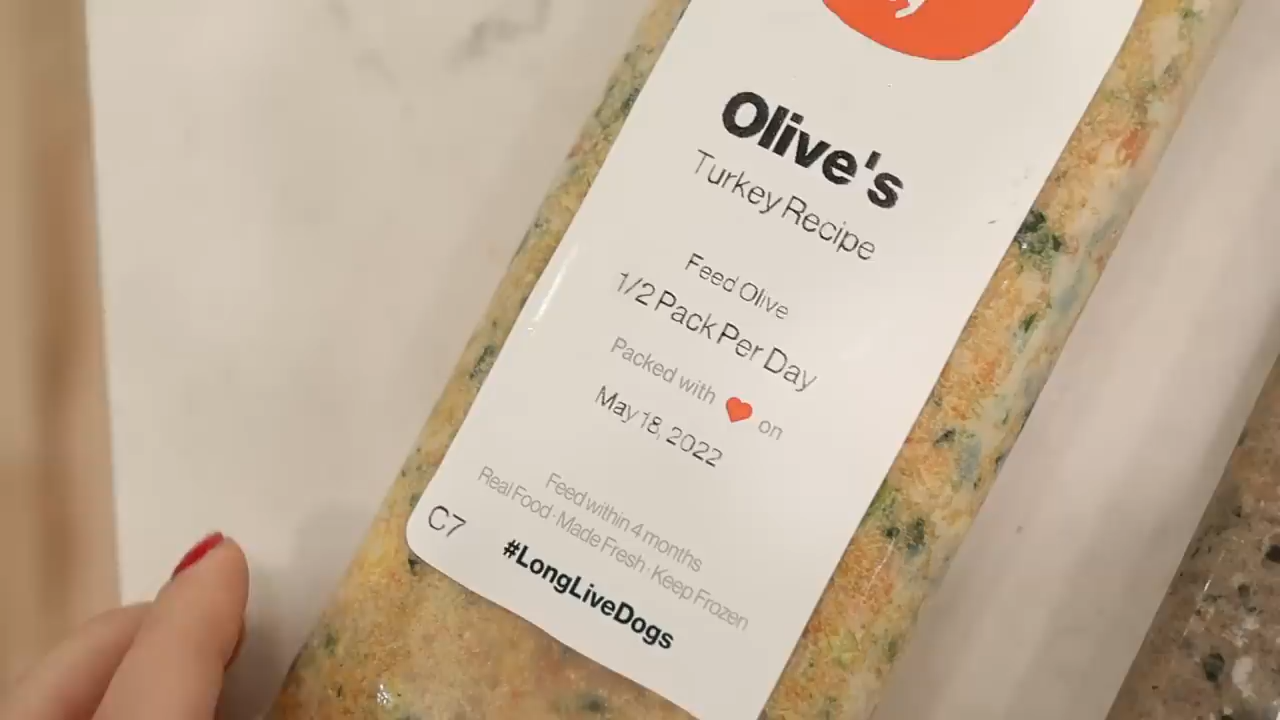 Olive's
Turkey Recipe
Feed Olive
1/2 Pack Per Day
Packed with ❤ on
May 18, 2022
Feed within 4 months
Real Food · Made Fresh · Keep Frozen
C7
#LongLiveDogs